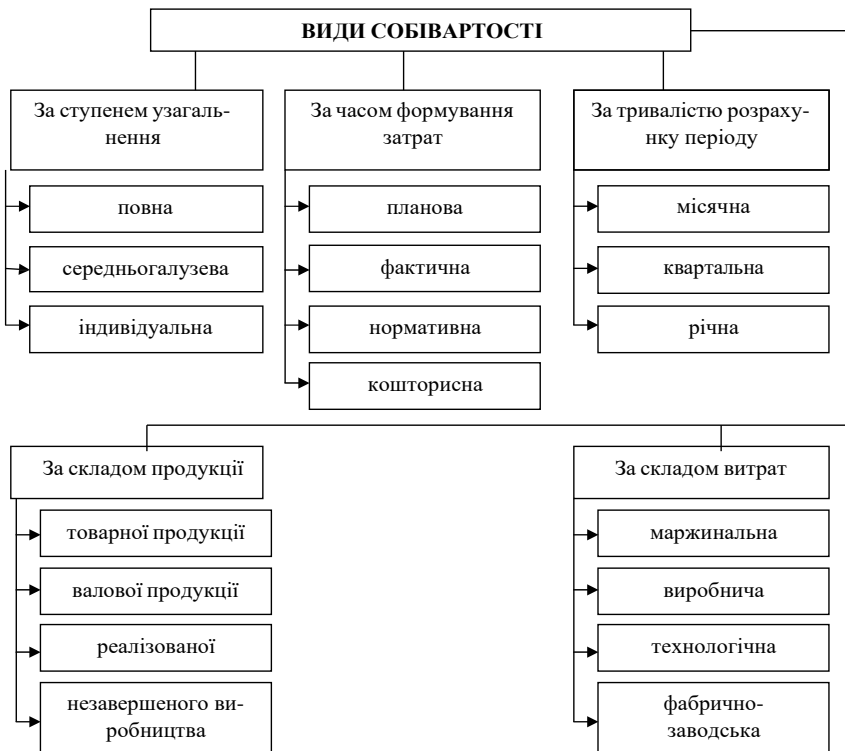 ВИДИ СОБІВАРТОСТІ
За ступенем узагаль-
нення
повна
середньогалузева
індивідуальна
За часом формування
затрат
планова
фактична
нормативна
кошторисна
За тривалістю розраху-
нку періоду
місячна
квартальна
річна
За складом продукції
товарної продукції
валової продукції
реалізованої
незавершеного ви-
робництва
За складом витрат
маржинальна
виробнича
технологічна
фабрично-
заводська